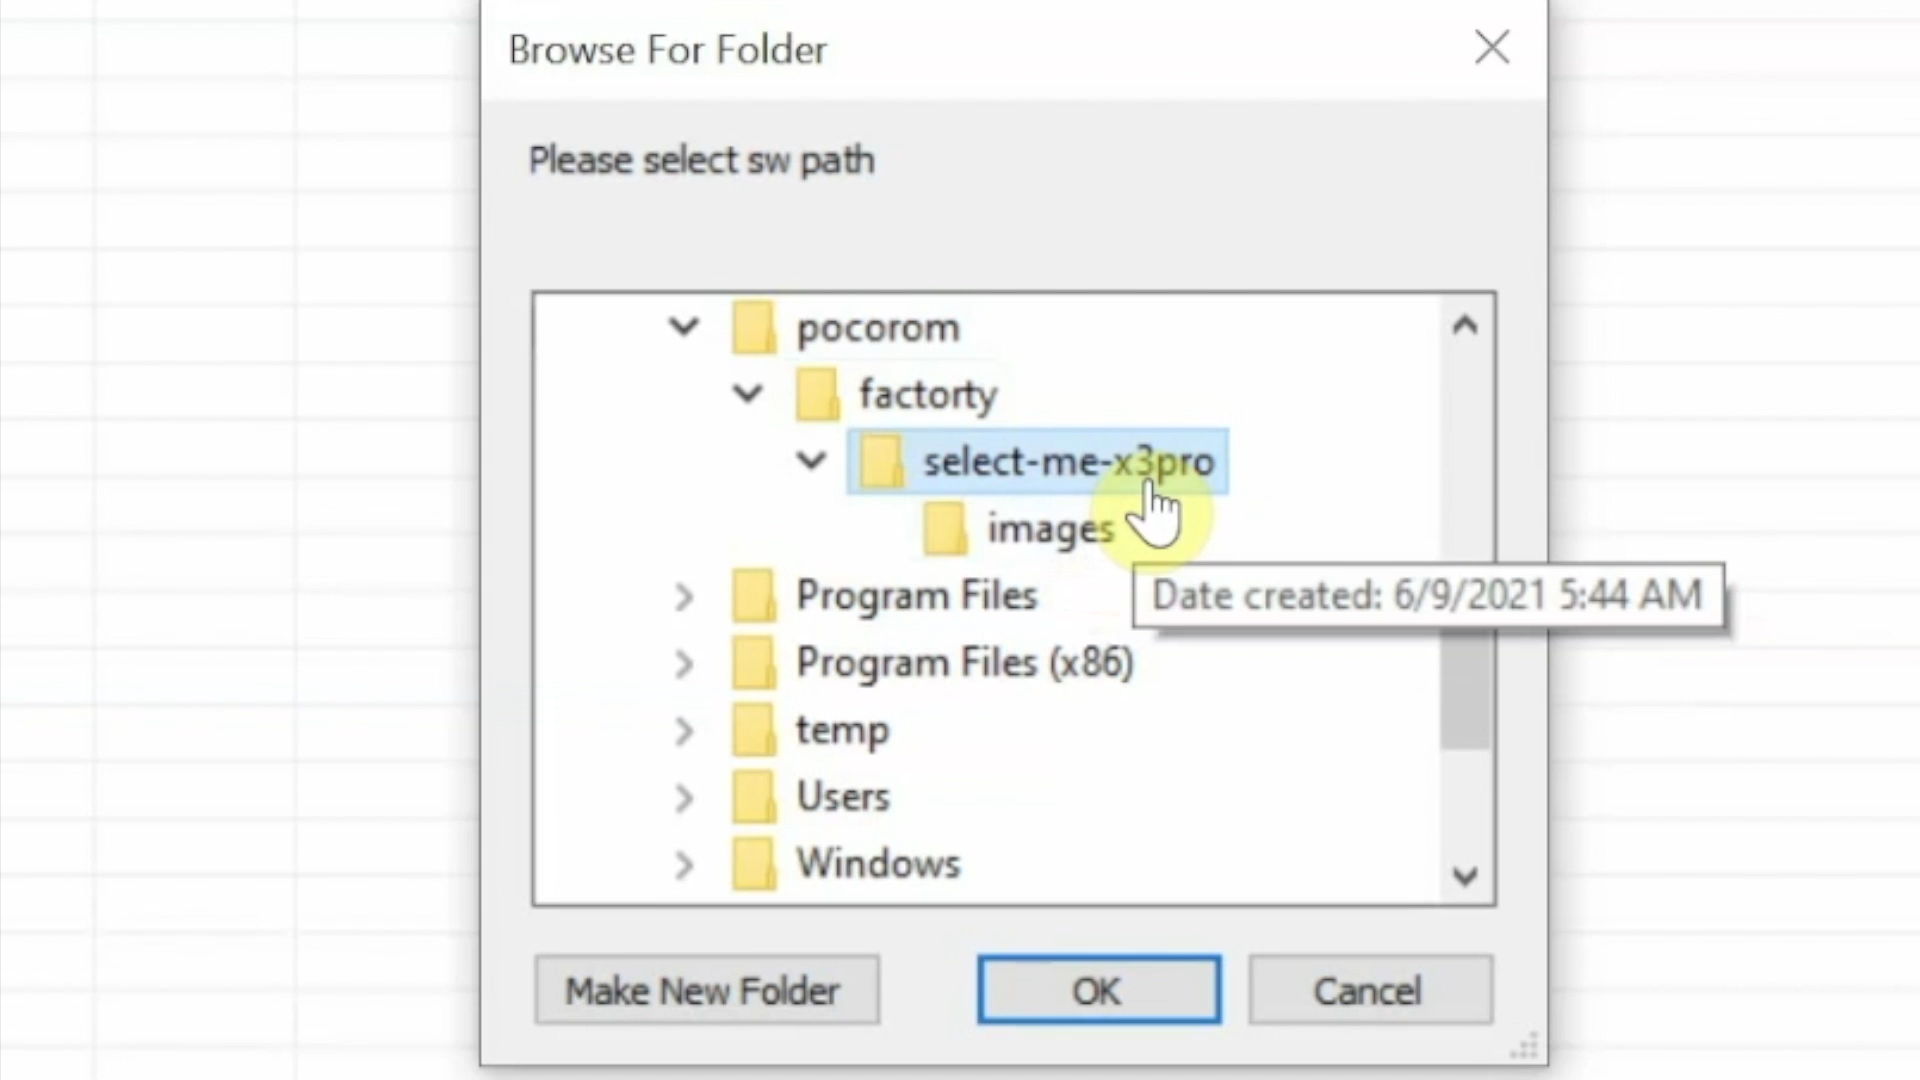 Browse For Folder
Please select sw path
pocorom
factorty
select-me-x3pro
images
Date created: 6/9/2021 5:44 AM
Program Files
Program Files (x86)
temp
Users
Windows
Make New Folder
OK
Cancel